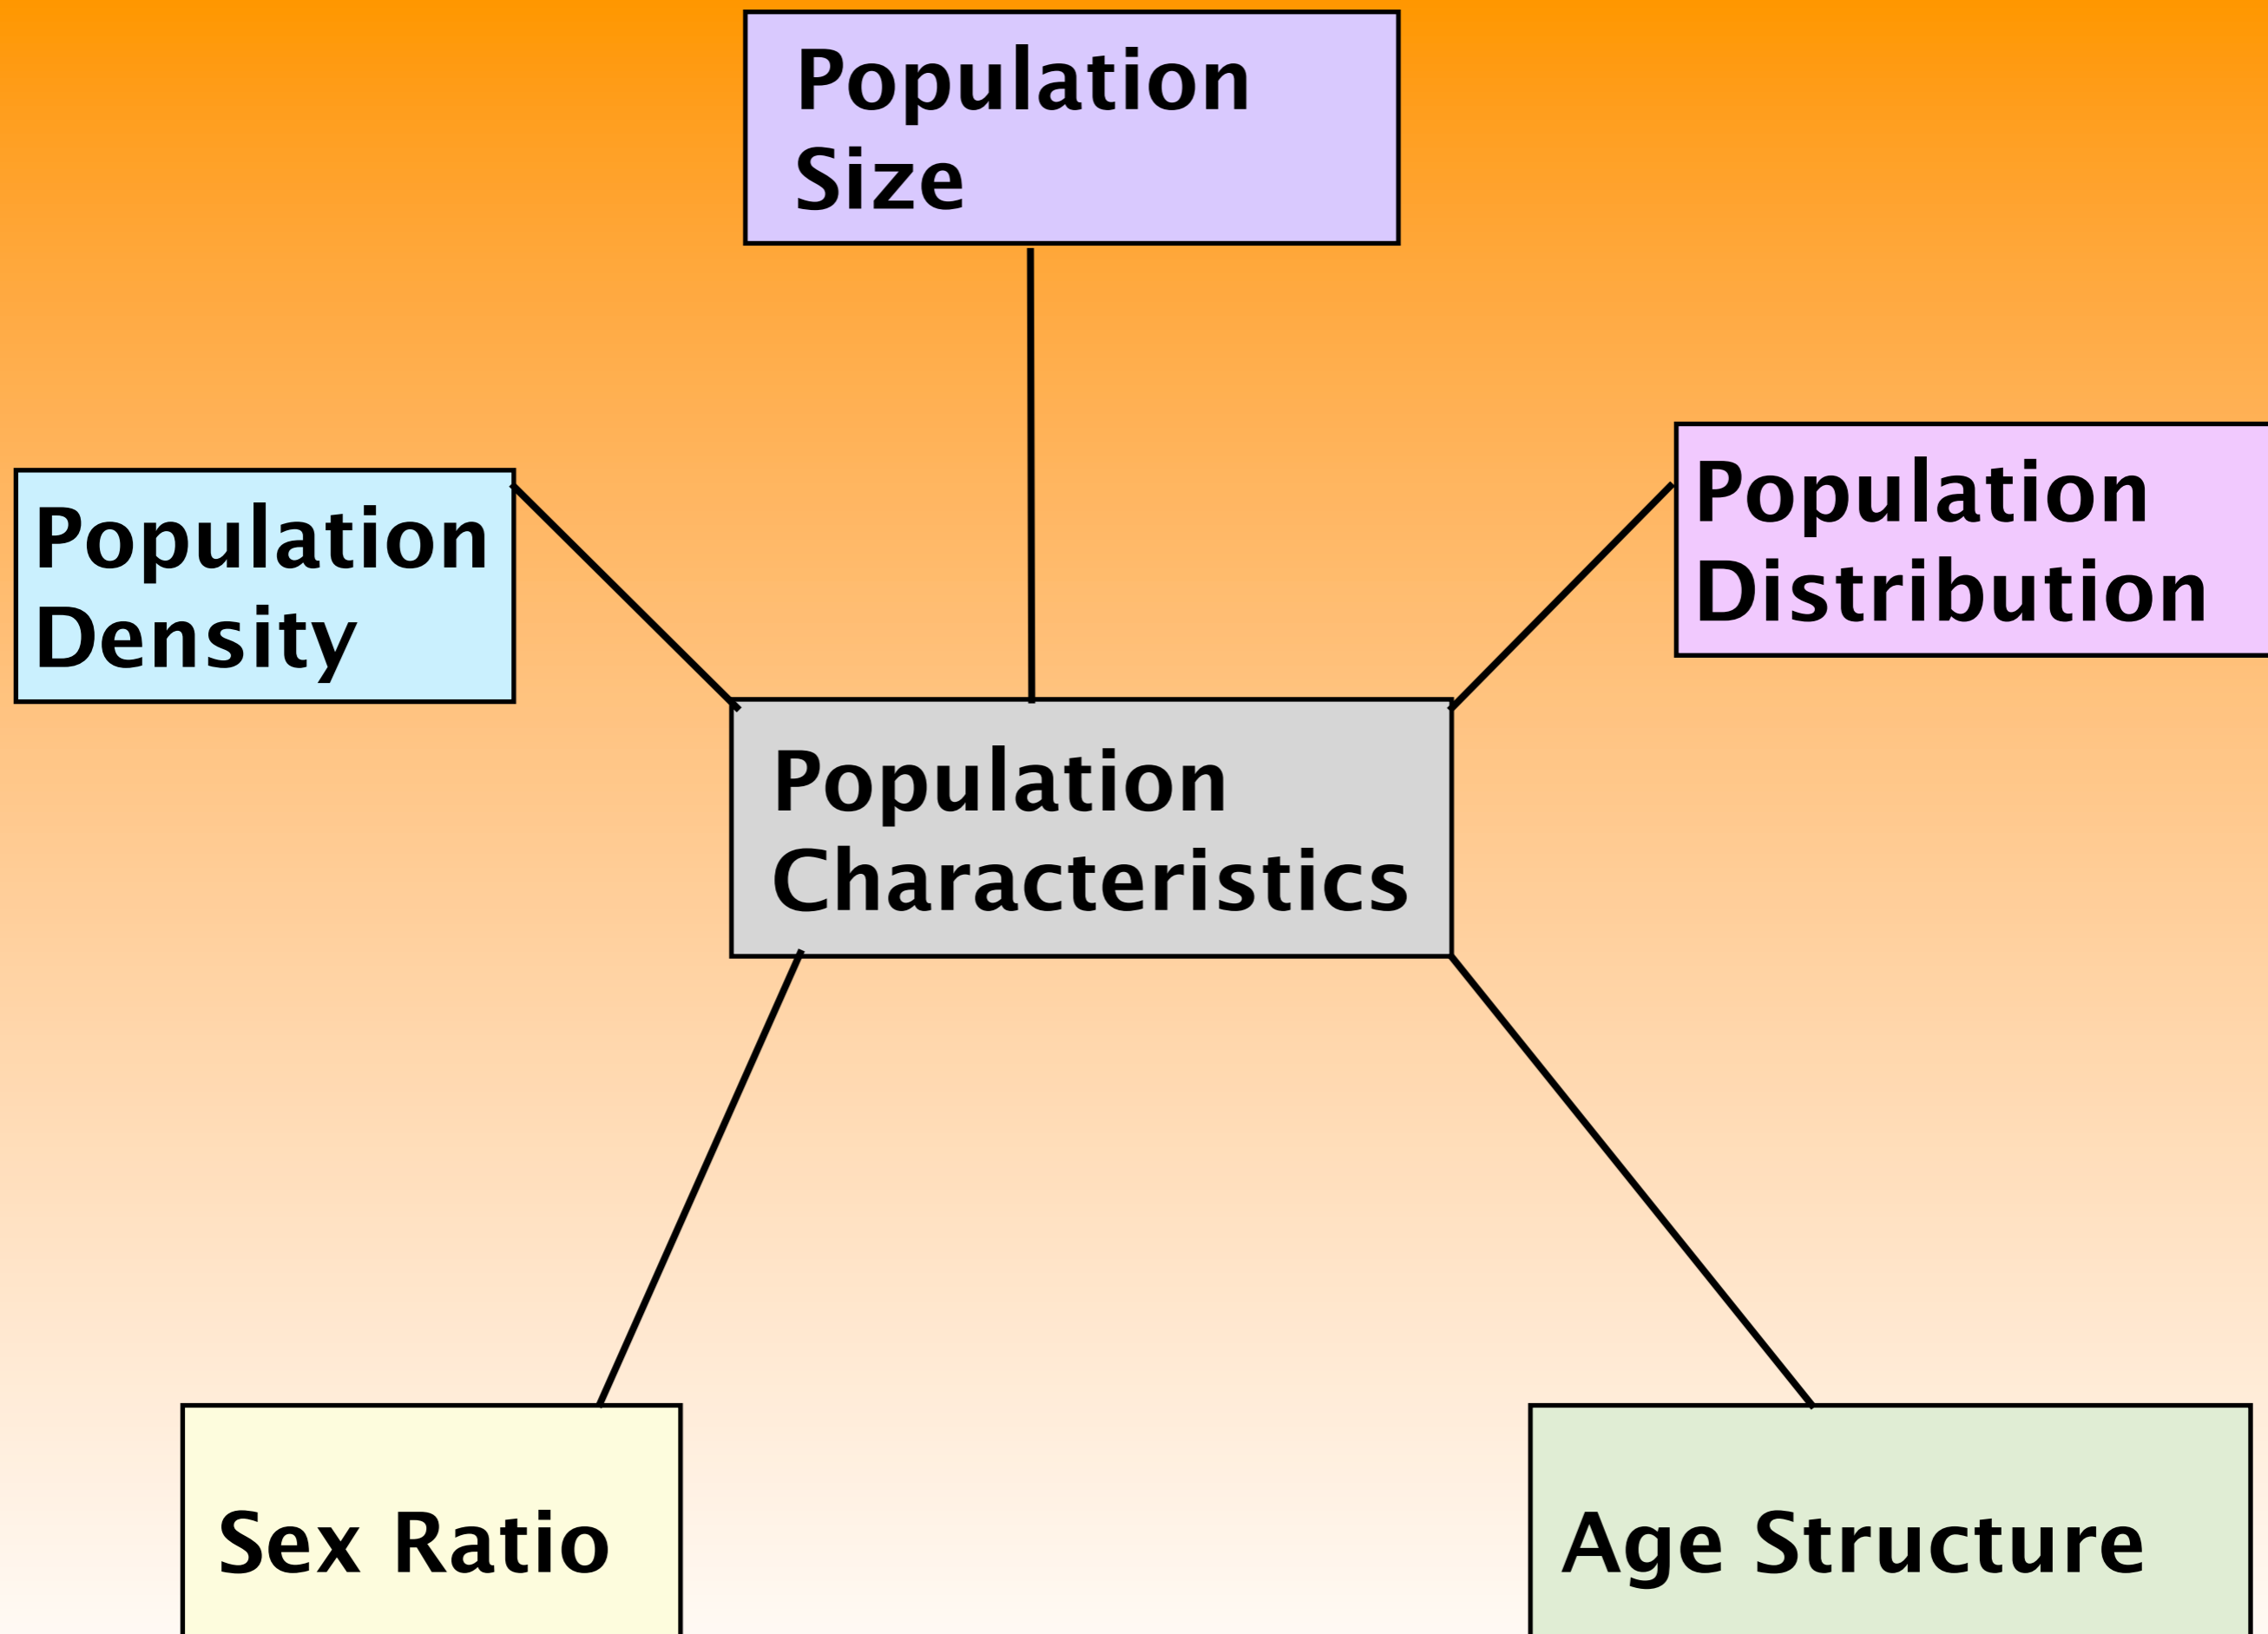 Population
Size
Population
Density
Population
Distribution
Population
Characteristics
Sex Ratio
Age Structure